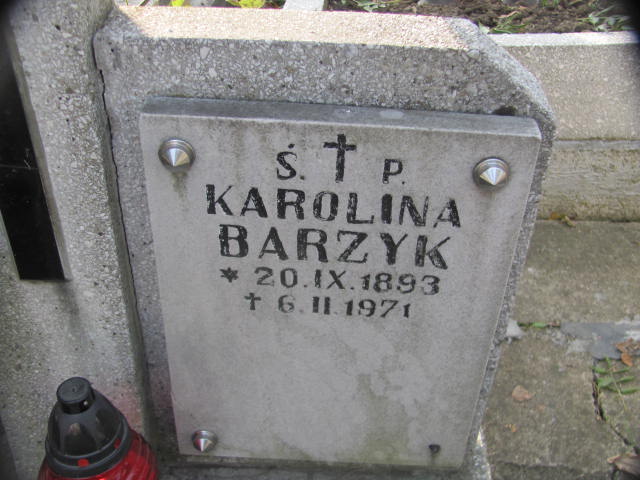 Ś. † P.
KAROLINA
BARZYK
* 20.IX.1893
† 6.II.1971